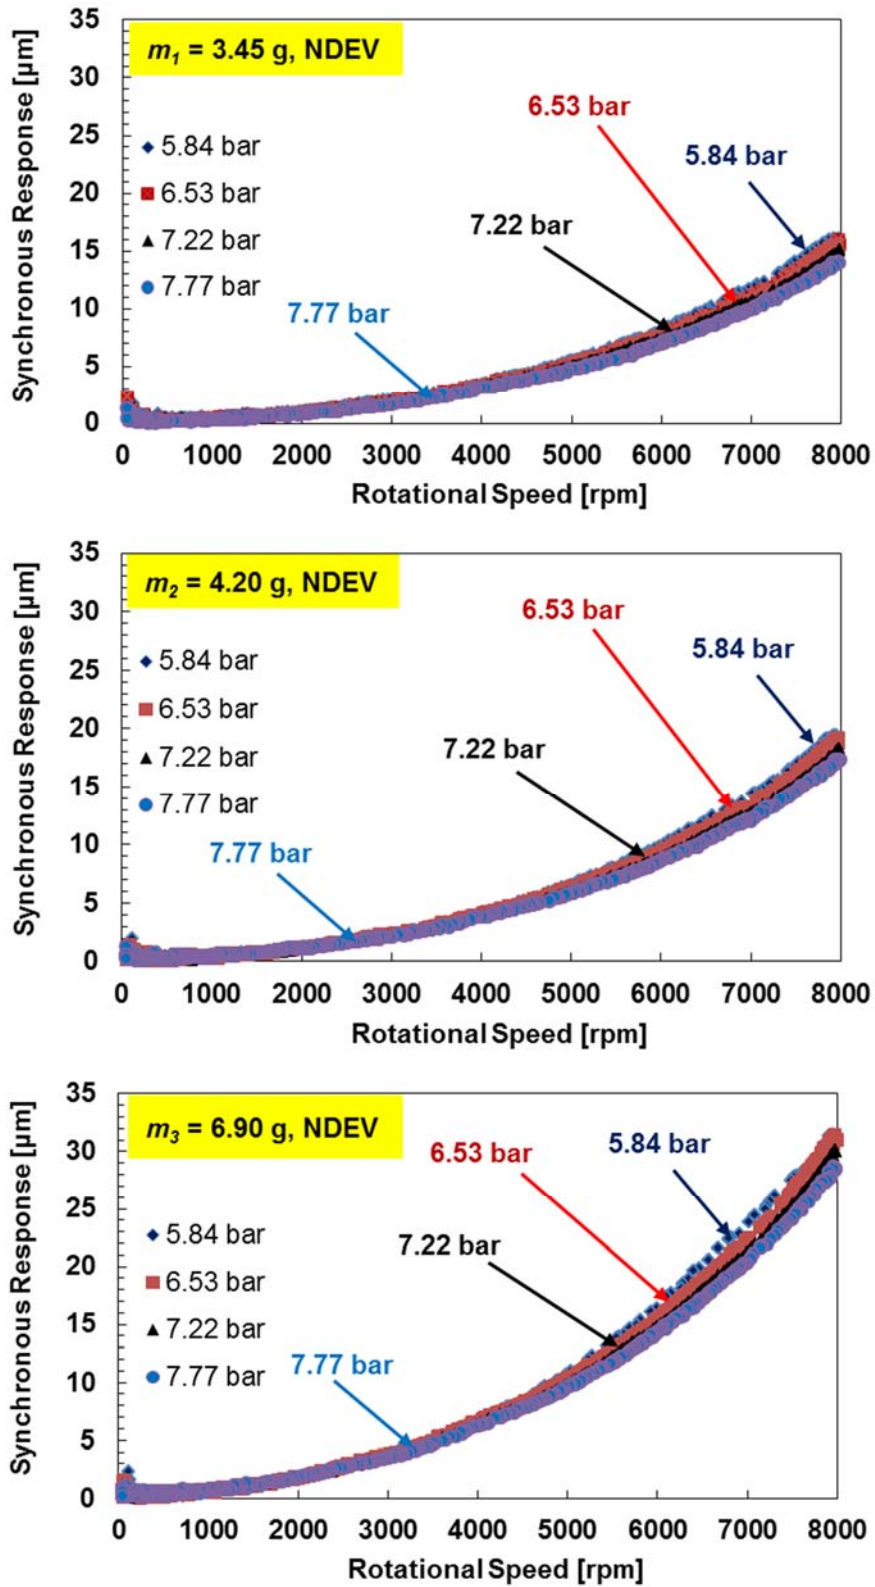 35
30
25
20
15
10
5
0
Synchronous Response [µm]
m1 = 3.45 g, NDEV
5.84 bar
6.53 bar
7.22 bar
7.77 bar
6.53 bar
5.84 bar
7.22 bar
7.77 bar
0 1000 2000 3000 4000 5000 6000 7000 8000
Rotational Speed [rpm]
35
30
25
20
15
10
5
0
Synchronous Response [µm]
m2 = 4.20 g, NDEV
5.84 bar
6.53 bar
7.22 bar
7.77 bar
6.53 bar
5.84 bar
7.22 bar
7.77 bar
0 1000 2000 3000 4000 5000 6000 7000 8000
Rotational Speed [rpm]
35
30
25
20
15
10
5
0
Synchronous Response [µm]
m3 = 6.90 g, NDEV
5.84 bar
6.53 bar
7.22 bar
7.77 bar
6.53 bar
5.84 bar
7.22 bar
7.77 bar
0 1000 2000 3000 4000 5000 6000 7000 8000
Rotational Speed [rpm]